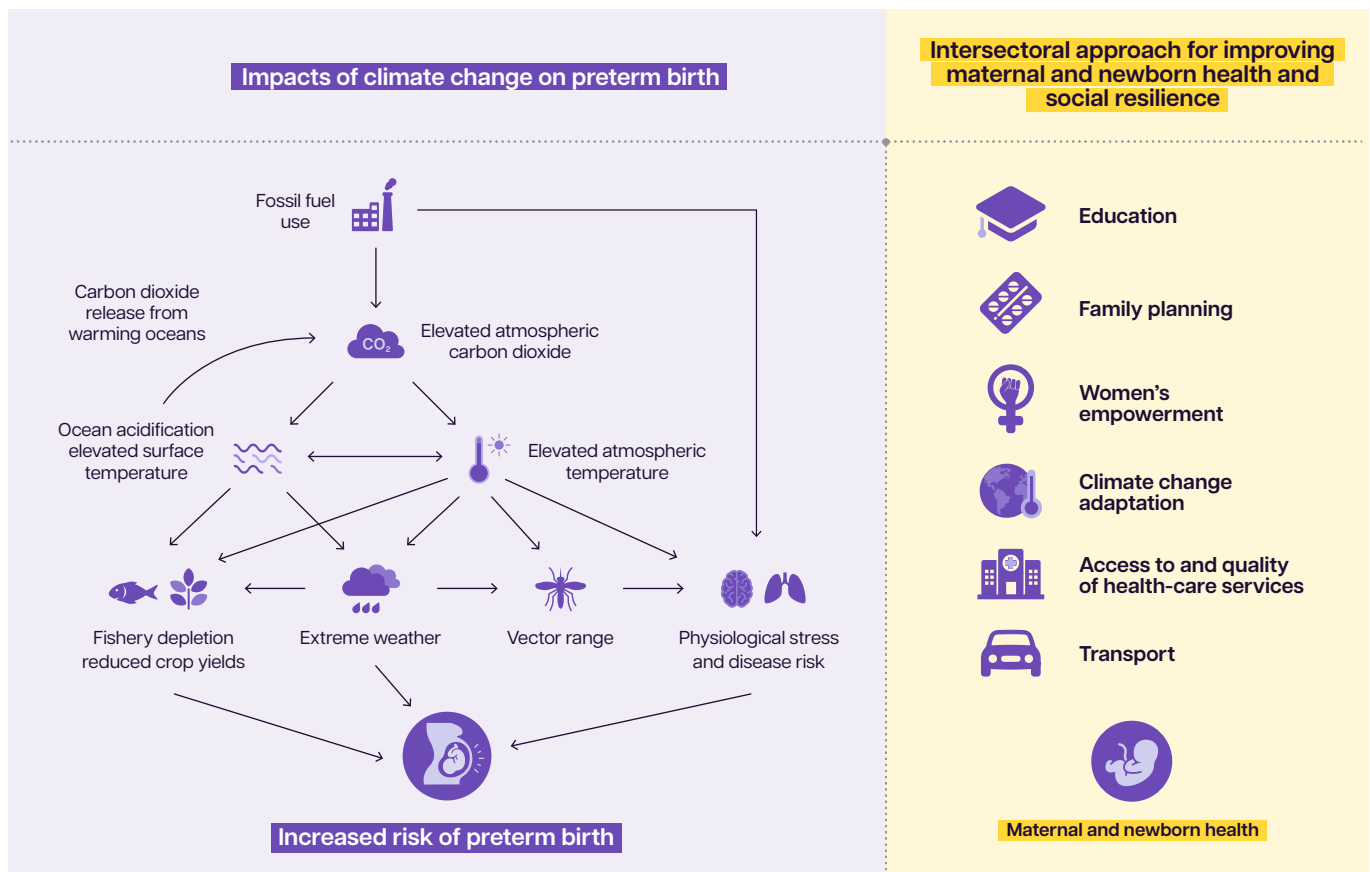 Impacts of climate change on preterm birth
Intersectoral approach for improving
maternal and newborn health and
social resilience
Fossil fuel
use
Carbon dioxide
release from
warming oceans
CO₂
Elevated atmospheric
carbon dioxide
Ocean acidification
elevated surface
temperature
Elevated atmospheric
temperature
Fishery depletion
reduced crop yields
Extreme weather
Vector range
Physiological stress
and disease risk
Increased risk of preterm birth
Education
Family planning
Women’s
empowerment
Climate change
adaptation
Access to and quality
of health-care services
Transport
Maternal and newborn health